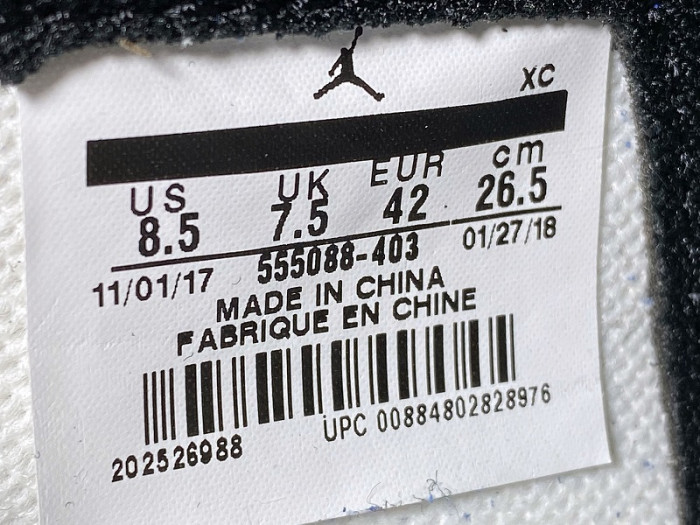 XC
US UK EUR cm
8.5 7.5 42 26.5
11/01/17 555088-403 01/27/18
MADE IN CHINA
FABRIQUE EN CHINE
202526988 UPC 00884802828976